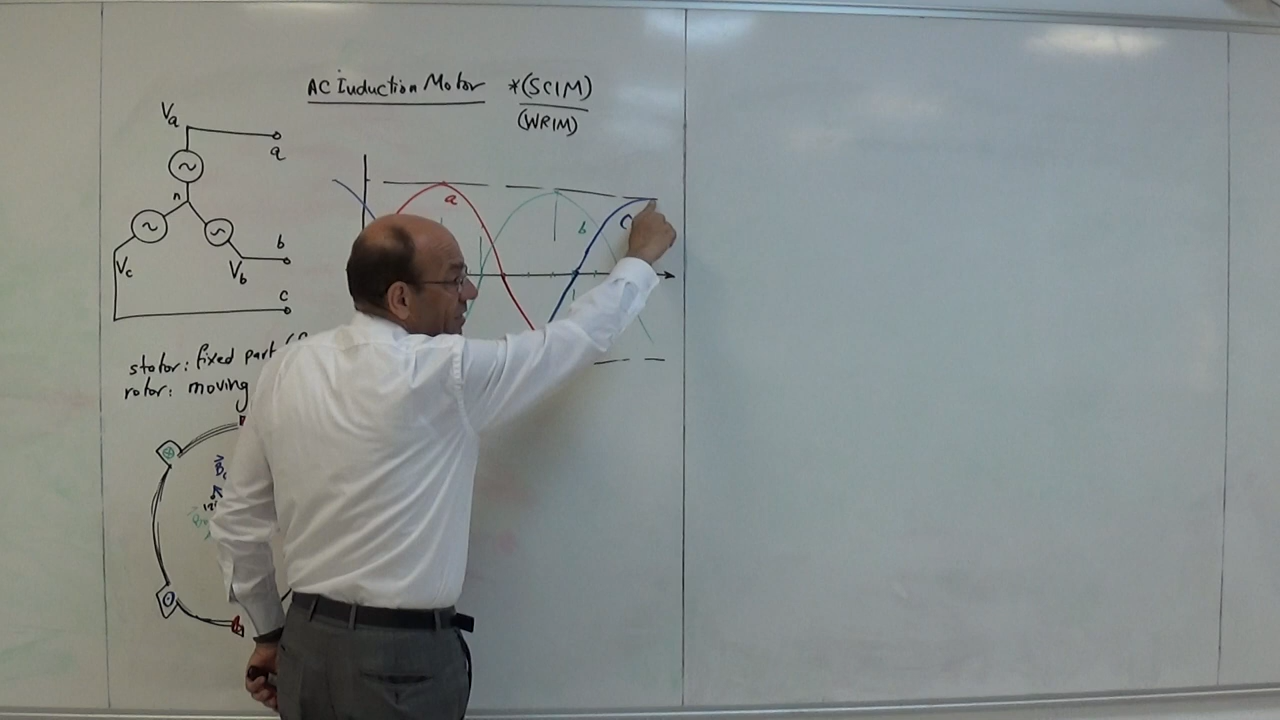 AC Induction Motor *(SCIM)
(WRIM)
Va
a
n
b
Vc
Vb
c
a
b
C
stator: fixed part
rotor: moving
B